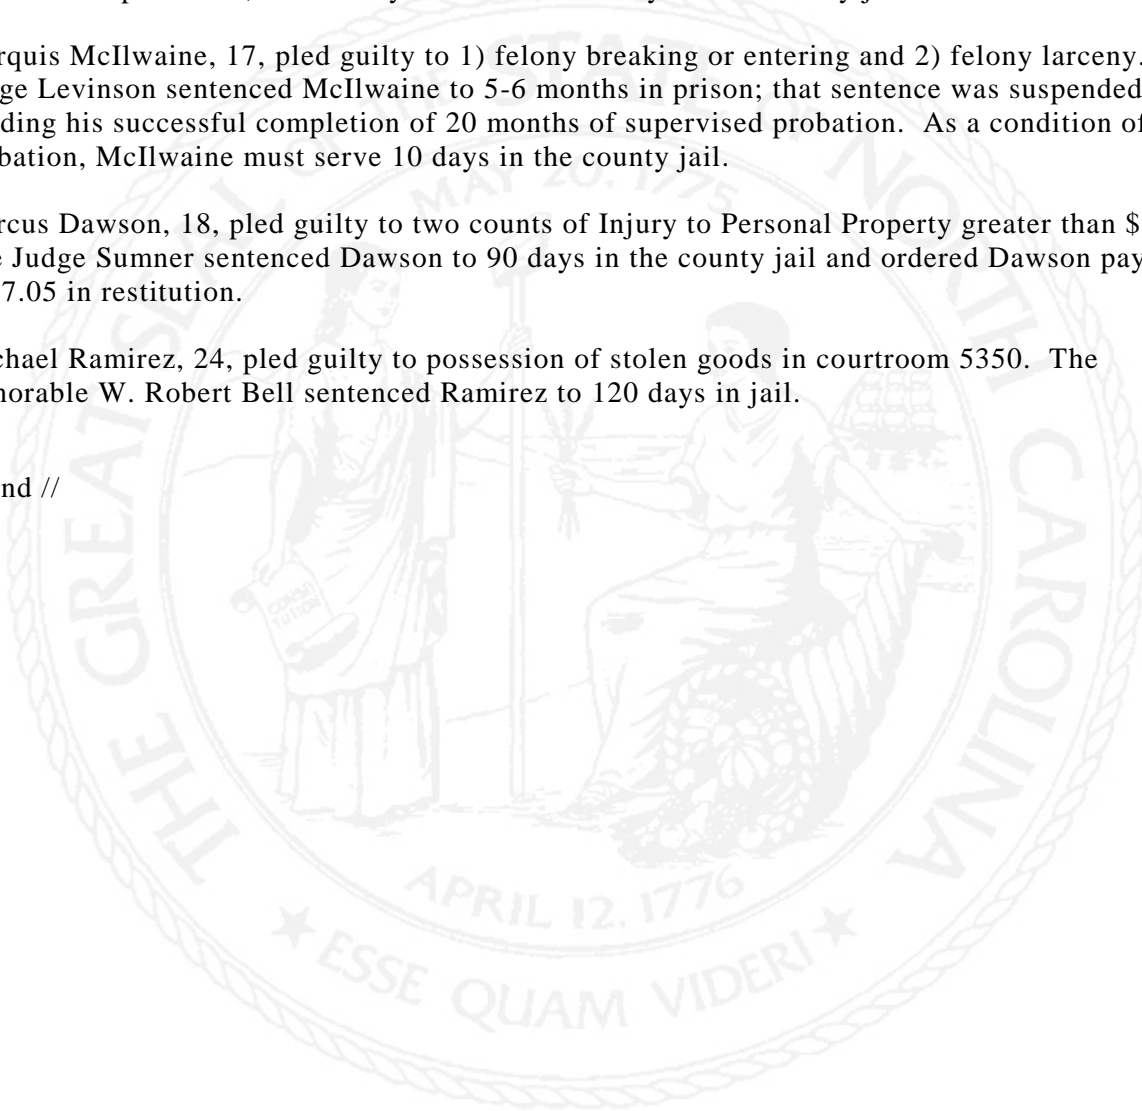 rquis McIlwaine, 17, pled guilty to 1) felony breaking or entering and 2) felony larceny.
ge Levinson sentenced McIlwaine to 5-6 months in prison; that sentence was suspended
ding his successful completion of 20 months of supervised probation.  As a condition of
bation, McIlwaine must serve 10 days in the county jail.
rcus Dawson, 18, pled guilty to two counts of Injury to Personal Property greater than $
e Judge Sumner sentenced Dawson to 90 days in the county jail and ordered Dawson pay
7.05 in restitution.
chael Ramirez, 24, pled guilty to possession of stolen goods in courtroom 5350.  The
norable W. Robert Bell sentenced Ramirez to 120 days in jail.
nd //
THE GREAT SEAL OF THE STATE OF NORTH CAROLINA
MAY 20, 1775
CONSTI
TUTION
APRIL 12, 1776
★ ESSE QUAM VIDERI ★